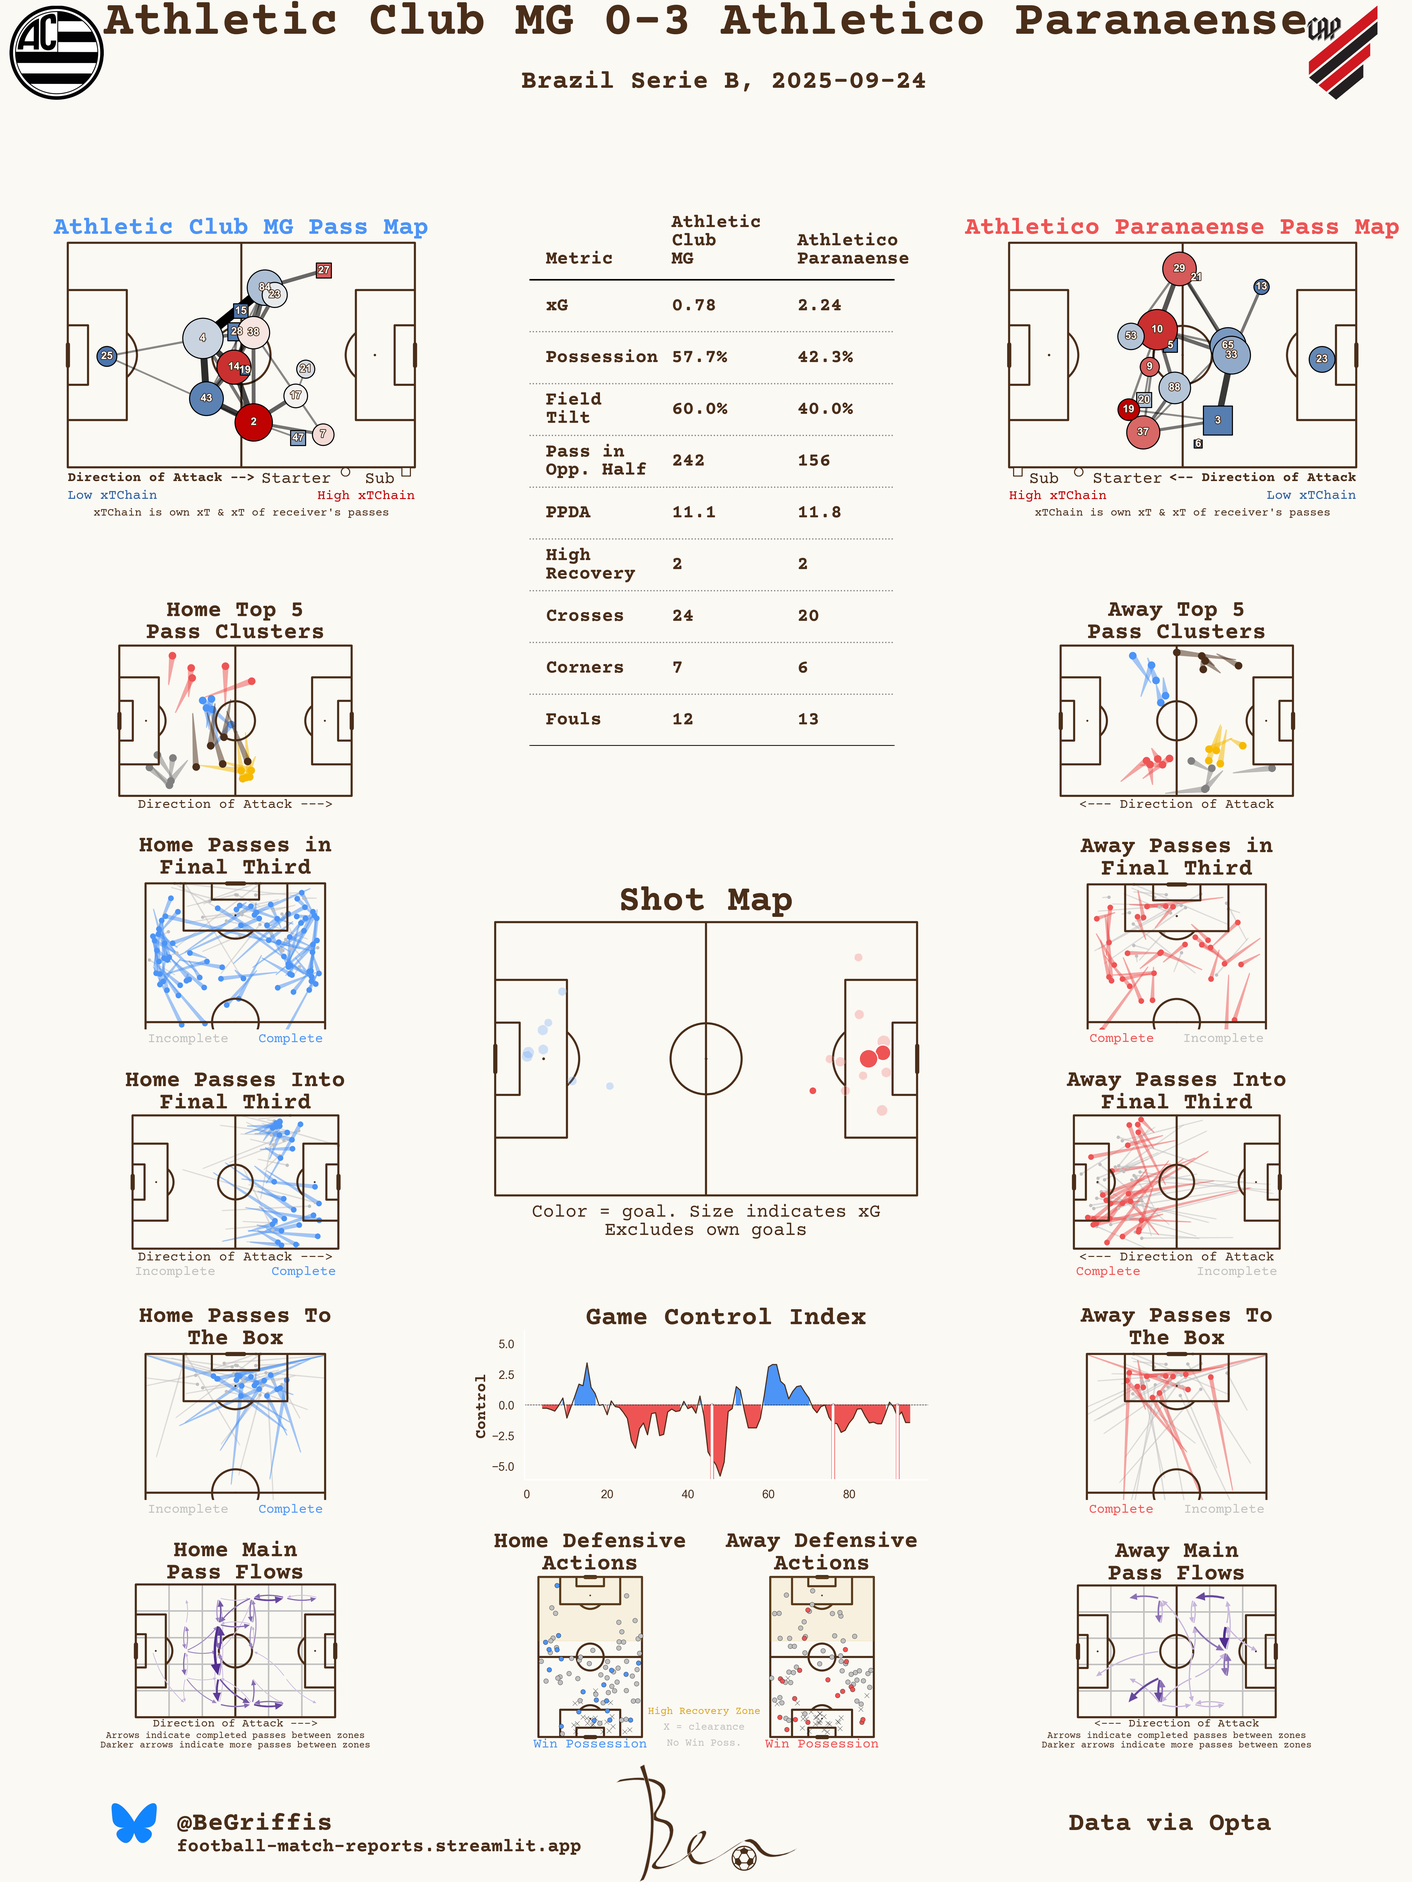 Athletic Club MG 0-3 Athletico Paranaense
AC
CAP
Brazil Serie B, 2025-09-24
Athletic Club MG Pass Map
27
84
23
15
28
38
4
25
14
19
21
43
17
2
47
7
Direction of Attack --> Starter Sub
Low xTChain High xTChain
xTChain is own xT & xT of receiver's passes
Metric Athletic Club MG Athletico Paranaense
xG 0.78 2.24
Possession 57.7% 42.3%
Field Tilt 60.0% 40.0%
Pass in Opp. Half 242 156
PPDA 11.1 11.8
High Recovery 2 2
Crosses 24 20
Corners 7 6
Fouls 12 13
Athletico Paranaense Pass Map
29
21
13
10
53
5
65
33
23
9
88
20
19
3
37
6
Sub Starter <-- Direction of Attack
High xTChain Low xTChain
xTChain is own xT & xT of receiver's passes
Home Top 5
Pass Clusters
Direction of Attack --->
Away Top 5
Pass Clusters
<--- Direction of Attack
Home Passes in
Final Third
Incomplete Complete
Away Passes in
Final Third
Complete Incomplete
Shot Map
Color = goal. Size indicates xG
Excludes own goals
Home Passes Into
Final Third
Direction of Attack --->
Incomplete Complete
Away Passes Into
Final Third
<--- Direction of Attack
Complete Incomplete
Home Passes To
The Box
Incomplete Complete
Game Control Index
Control
5.0
2.5
0.0
−2.5
−5.0
0 20 40 60 80
Away Passes To
The Box
Complete Incomplete
Home Main
Pass Flows
Direction of Attack --->
Arrows indicate completed passes between zones
Darker arrows indicate more passes between zones
Home Defensive
Actions
Win Possession
High Recovery Zone
X = clearance
No Win Poss.
Away Defensive
Actions
Win Possession
Away Main
Pass Flows
<--- Direction of Attack
Arrows indicate completed passes between zones
Darker arrows indicate more passes between zones
@BeGriffis
football-match-reports.streamlit.app
Ben
Data via Opta